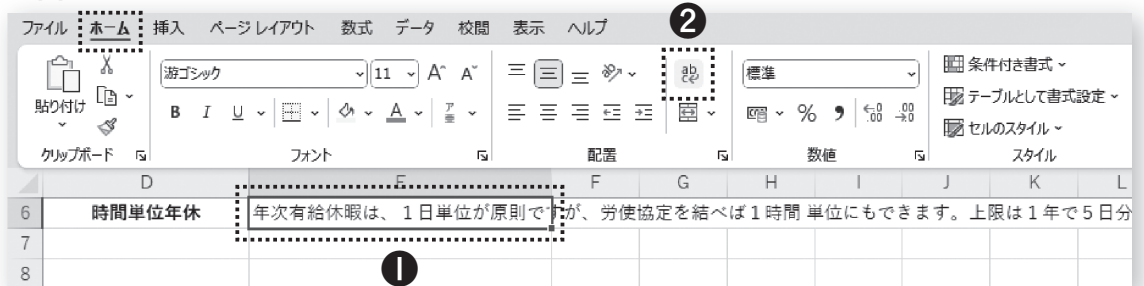 ファイル ホーム 挿入 ページ レイアウト 数式 データ 校閲 表示 ヘルプ
❷
游ゴシック 11 A A 標準 条件付き書式
貼り付け B I U A ab % 9 テーブルとして書式設定
セルのスタイル
クリップボード フォント 配置 数値 スタイル
D E F G H I J K L
6 時間単位年休 年次有給休暇は、1日単位が原則ですが、労使協定を結べば1時間 単位にもできます。上限は1年で5日分
7
❶
8